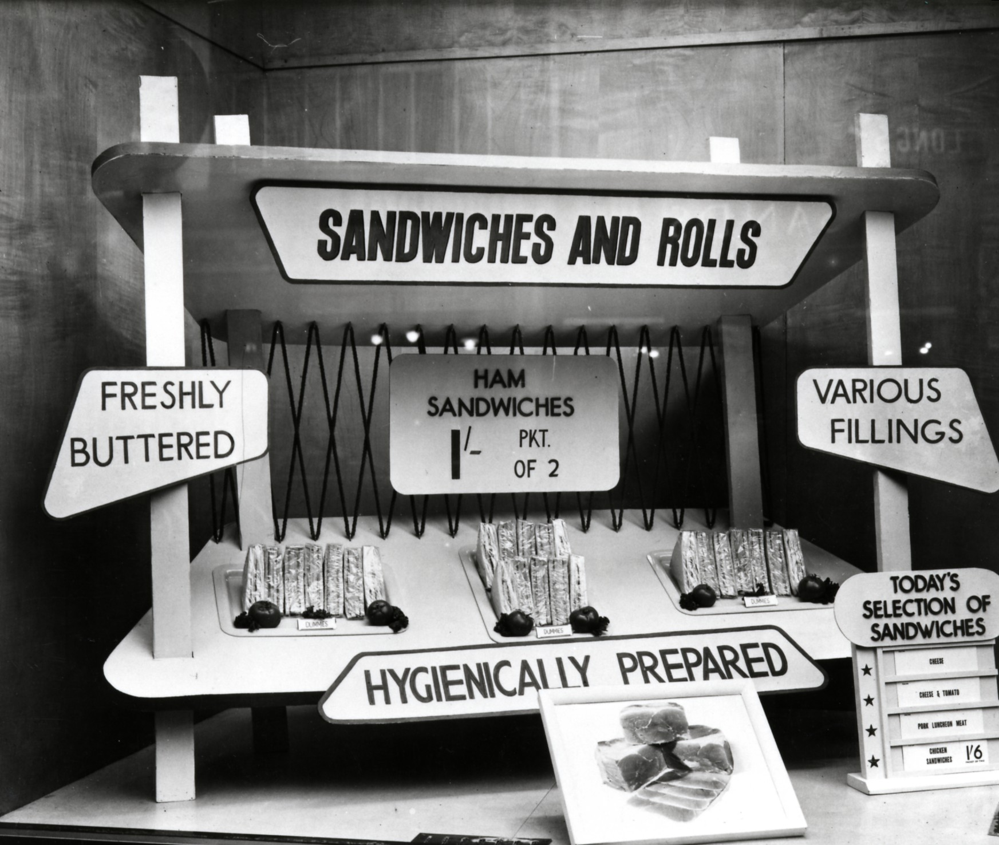 SANDWICHES AND ROLLS
FRESHLY
BUTTERED
HAM
SANDWICHES
1/- PKT.
OF 2
VARIOUS
FILLINGS
DUMMIES
DUMMIES
DUMMIES
HYGIENICALLY PREPARED
TODAY'S
SELECTION OF
SANDWICHES
CHEESE
CHEESE & TOMATO
PORK LUNCHEON MEAT
CHICKEN
SANDWICHES
1'6